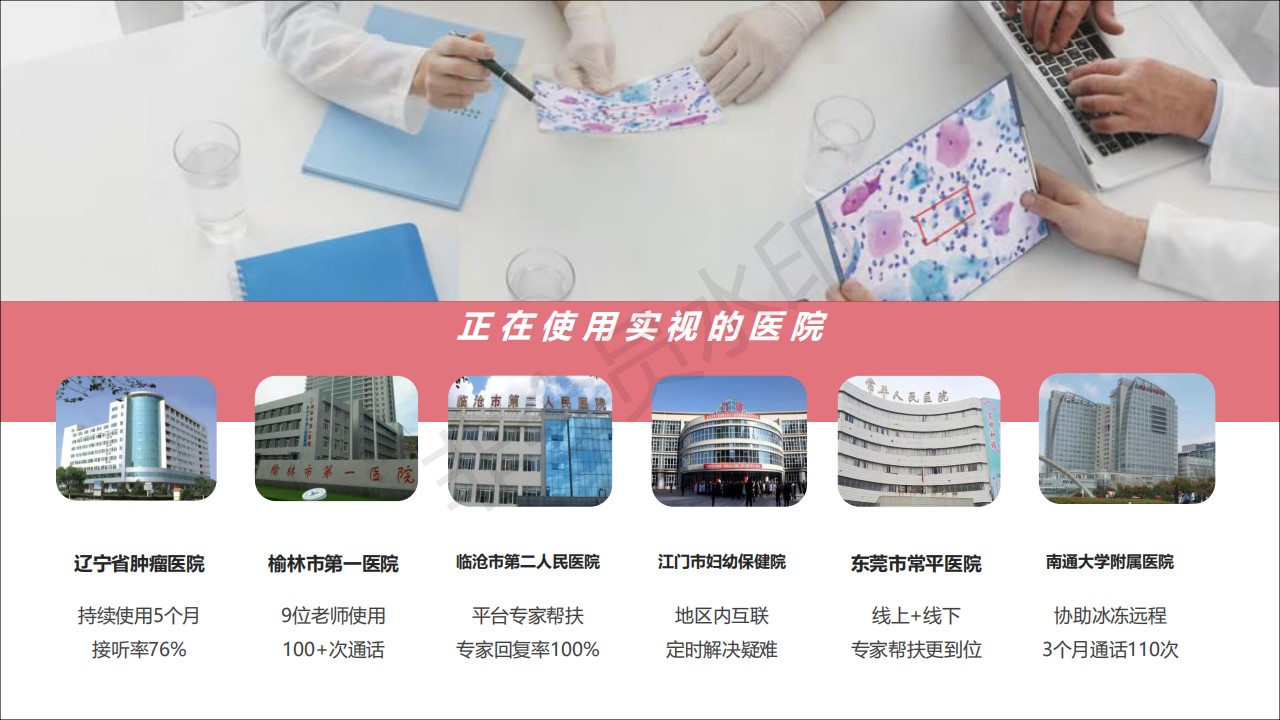 正在使用实视的医院
临沧市第二人民医院
常平人民医院
榆林市第一医院
辽宁省肿瘤医院
榆林市第一医院
临沧市第二人民医院
江门市妇幼保健院
东莞市常平医院
南通大学附属医院
持续使用5个月
9位老师使用
平台专家帮扶
地区内互联
线上+线下
协助冰冻远程
接听率76%
100+次通话
专家回复率100%
定时解决疑难
专家帮扶更到位
3个月通话110次
非会员水印